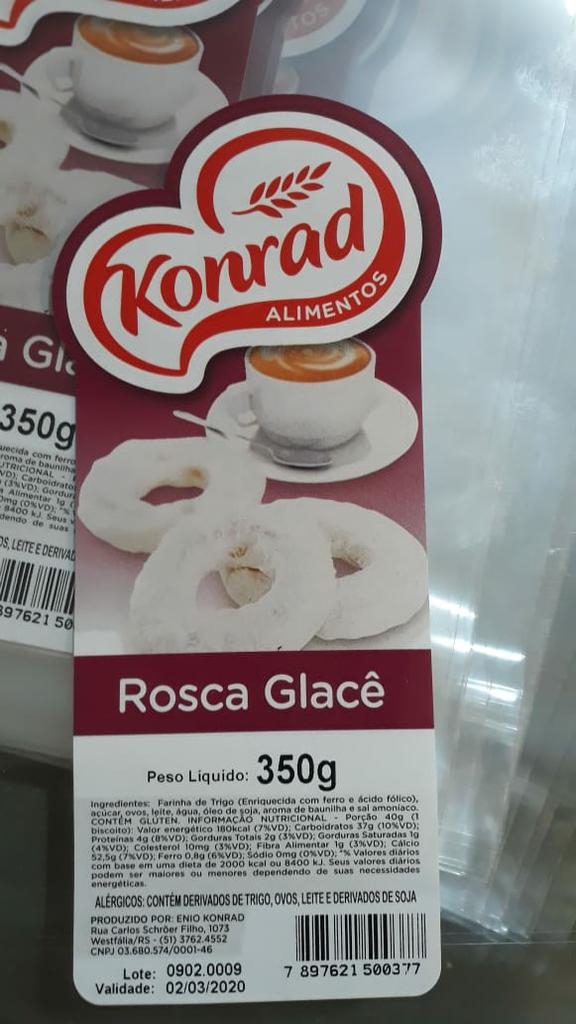 Konrad
ALIMENTOS
Rosca Glacê
Peso Liquido: 350g
Ingredientes: Farinha de Trigo (Enriquecida com ferro e ácido fólico),
açúcar, ovos, leite, água, óleo de soja, aroma de baunilha e sal amoníaco.
CONTÉM GLÚTEN. INFORMAÇÃO NUTRICIONAL - Porção 40g (1
biscoito): Valor energético 180kcal (7%VD); Carboidratos 37g (10%VD);
Proteínas 4g (8%VD); Gorduras Totais 2g (3%VD); Gorduras Saturadas 1g
(4%VD); Colesterol 10mg (3%VD); Fibra Alimentar 1g (3%VD); Cálcio
52,5g (7%VD); Ferro 0,8g (6%VD); Sódio 0mg (0%VD); "% Valores diários
com base em uma dieta de 2000 kcal ou 8400 kJ. Seus valores diários
podem ser maiores ou menores dependendo de suas necessidades
energéticas.
ALÉRGICOS: CONTÉM DERIVADOS DE TRIGO, OVOS, LEITE E DERIVADOS DE SOJA
PRODUZIDO POR: ENIO KONRAD
Rua Carlos Schröer Filho, 1073
Westfália/RS - (51) 3762.4552
CNPJ 03.680.574/0001-46
Lote: 0902.0009
Validade: 02/03/2020
7 897621 500377
350g